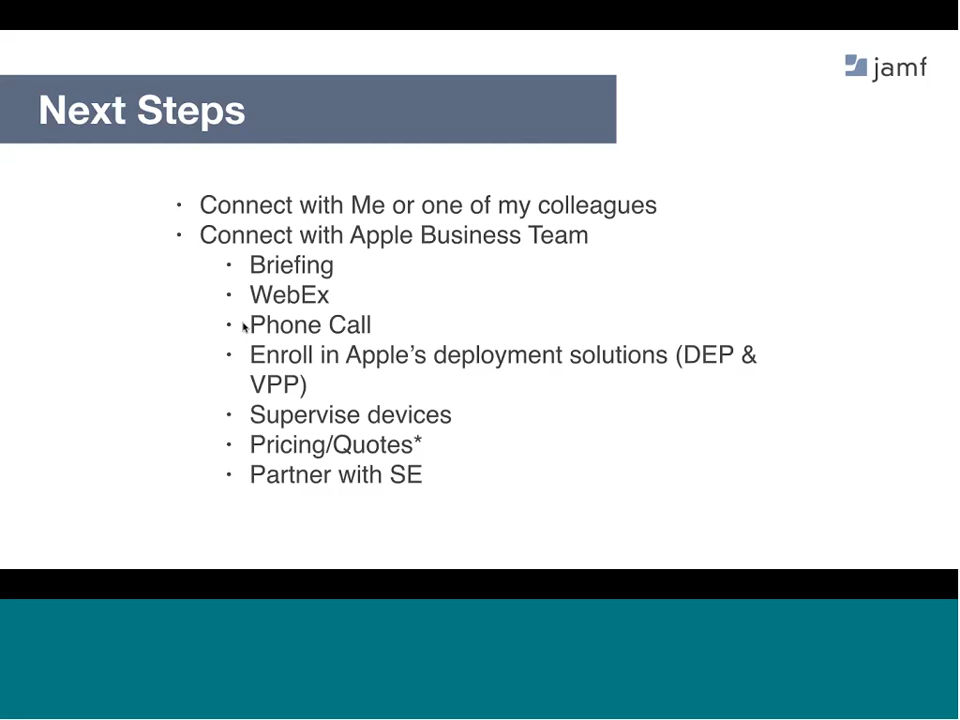 jamf
Next Steps
· Connect with Me or one of my colleagues
· Connect with Apple Business Team
· Briefing
· WebEx
· Phone Call
· Enroll in Apple’s deployment solutions (DEP &
VPP)
· Supervise devices
· Pricing/Quotes*
· Partner with SE